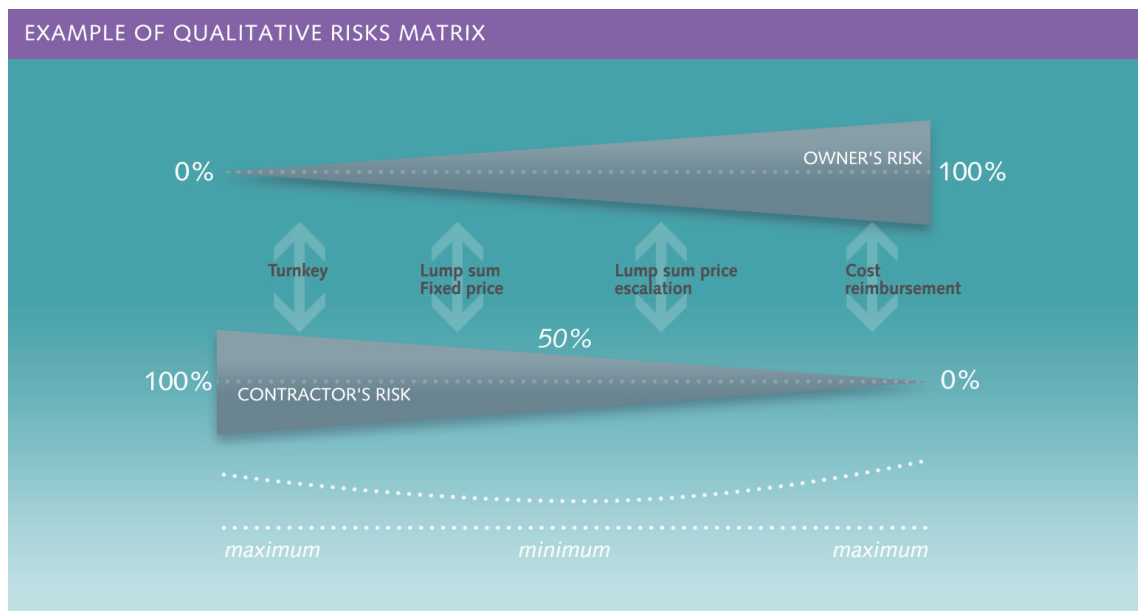 EXAMPLE OF QUALITATIVE RISKS MATRIX
OWNER'S RISK
0%
100%
Turnkey
Lump sum
Fixed price
Lump sum price
escalation
Cost
reimbursement
50%
100%
0%
CONTRACTOR'S RISK
maximum
minimum
maximum